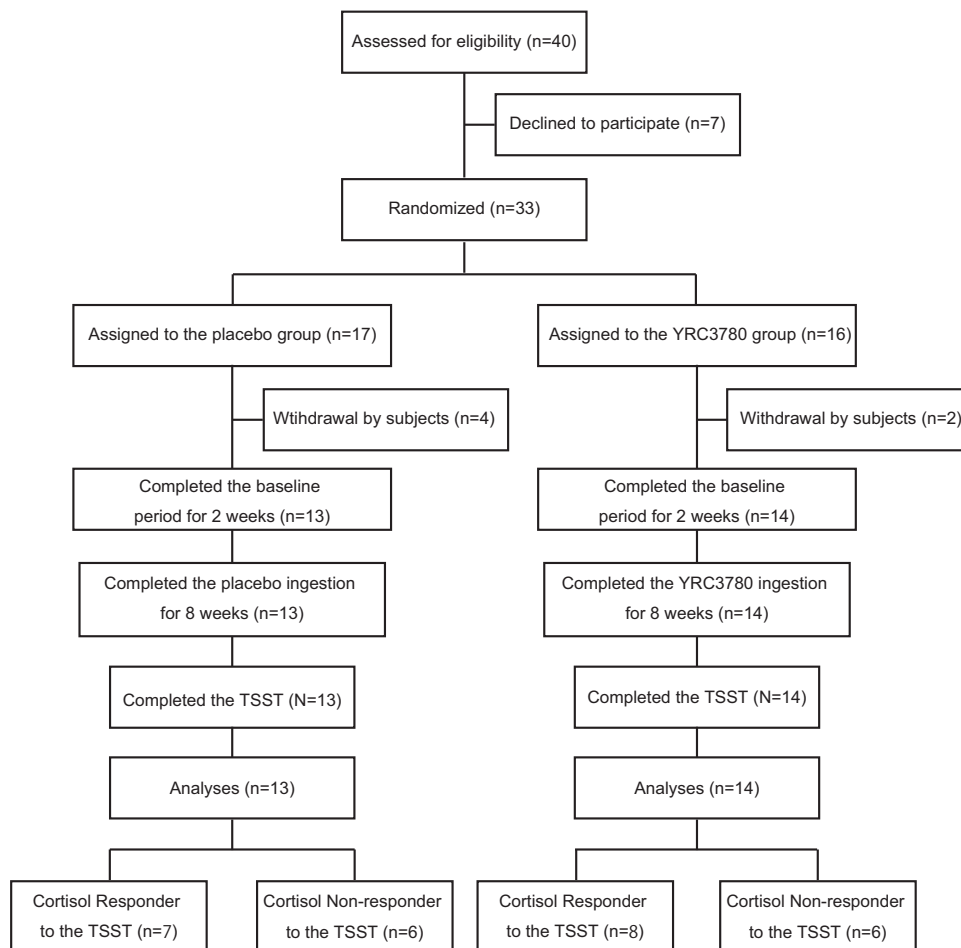 Assessed for eligibility (n=40)
Declined to participate (n=7)
Randomized (n=33)
Assigned to the placebo group (n=17)
Assigned to the YRC3780 group (n=16)
Wtihdrawal by subjects (n=4)
Withdrawal by subjects (n=2)
Completed the baseline
period for 2 weeks (n=13)
Completed the baseline
period for 2 weeks (n=14)
Completed the placebo ingestion
for 8 weeks (n=13)
Completed the YRC3780 ingestion
for 8 weeks (n=14)
Completed the TSST (N=13)
Completed the TSST (N=14)
Analyses (n=13)
Analyses (n=14)
Cortisol Responder
to the TSST (n=7)
Cortisol Non-responder
to the TSST (n=6)
Cortisol Responder
to the TSST (n=8)
Cortisol Non-responder
to the TSST (n=6)